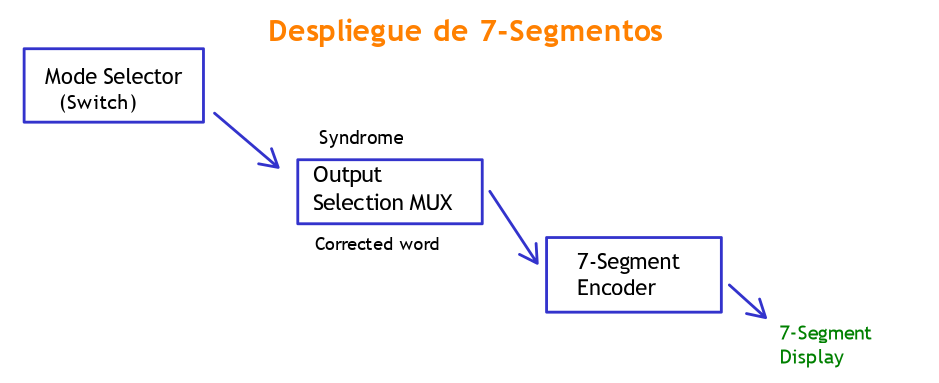 Despliegue de 7-Segmentos
Mode Selector
(Switch)
Syndrome
Output
Selection MUX
Corrected word
7-Segment
Encoder
7-Segment
Display